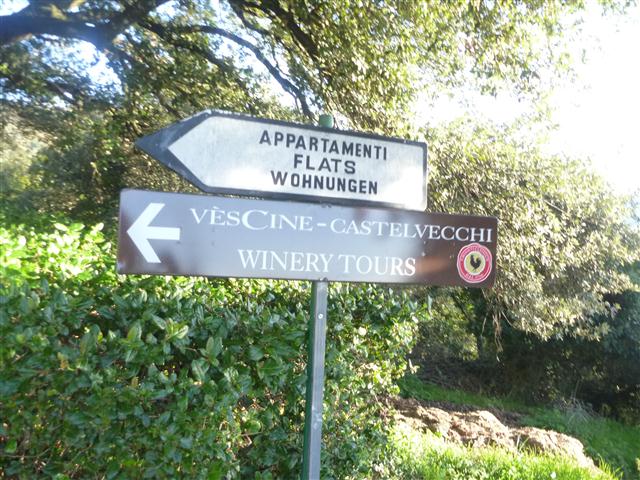 APPARTAMENTI
FLATS
WOHNUNGEN
VÈSCINE-CASTELVECCHI
WINERY TOURS